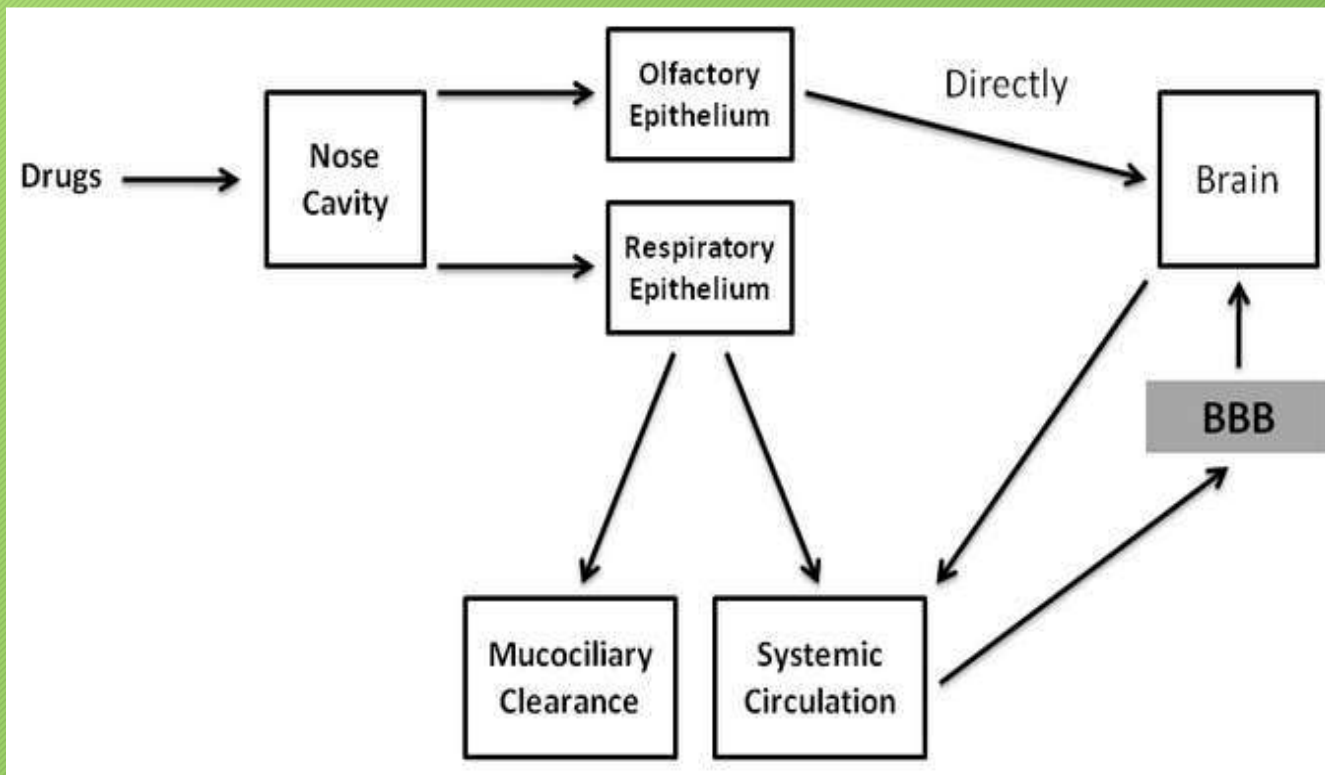 Drugs
Nose
Cavity
Olfactory
Epithelium
Respiratory
Epithelium
Directly
Brain
BBB
Mucociliary
Clearance
Systemic
Circulation